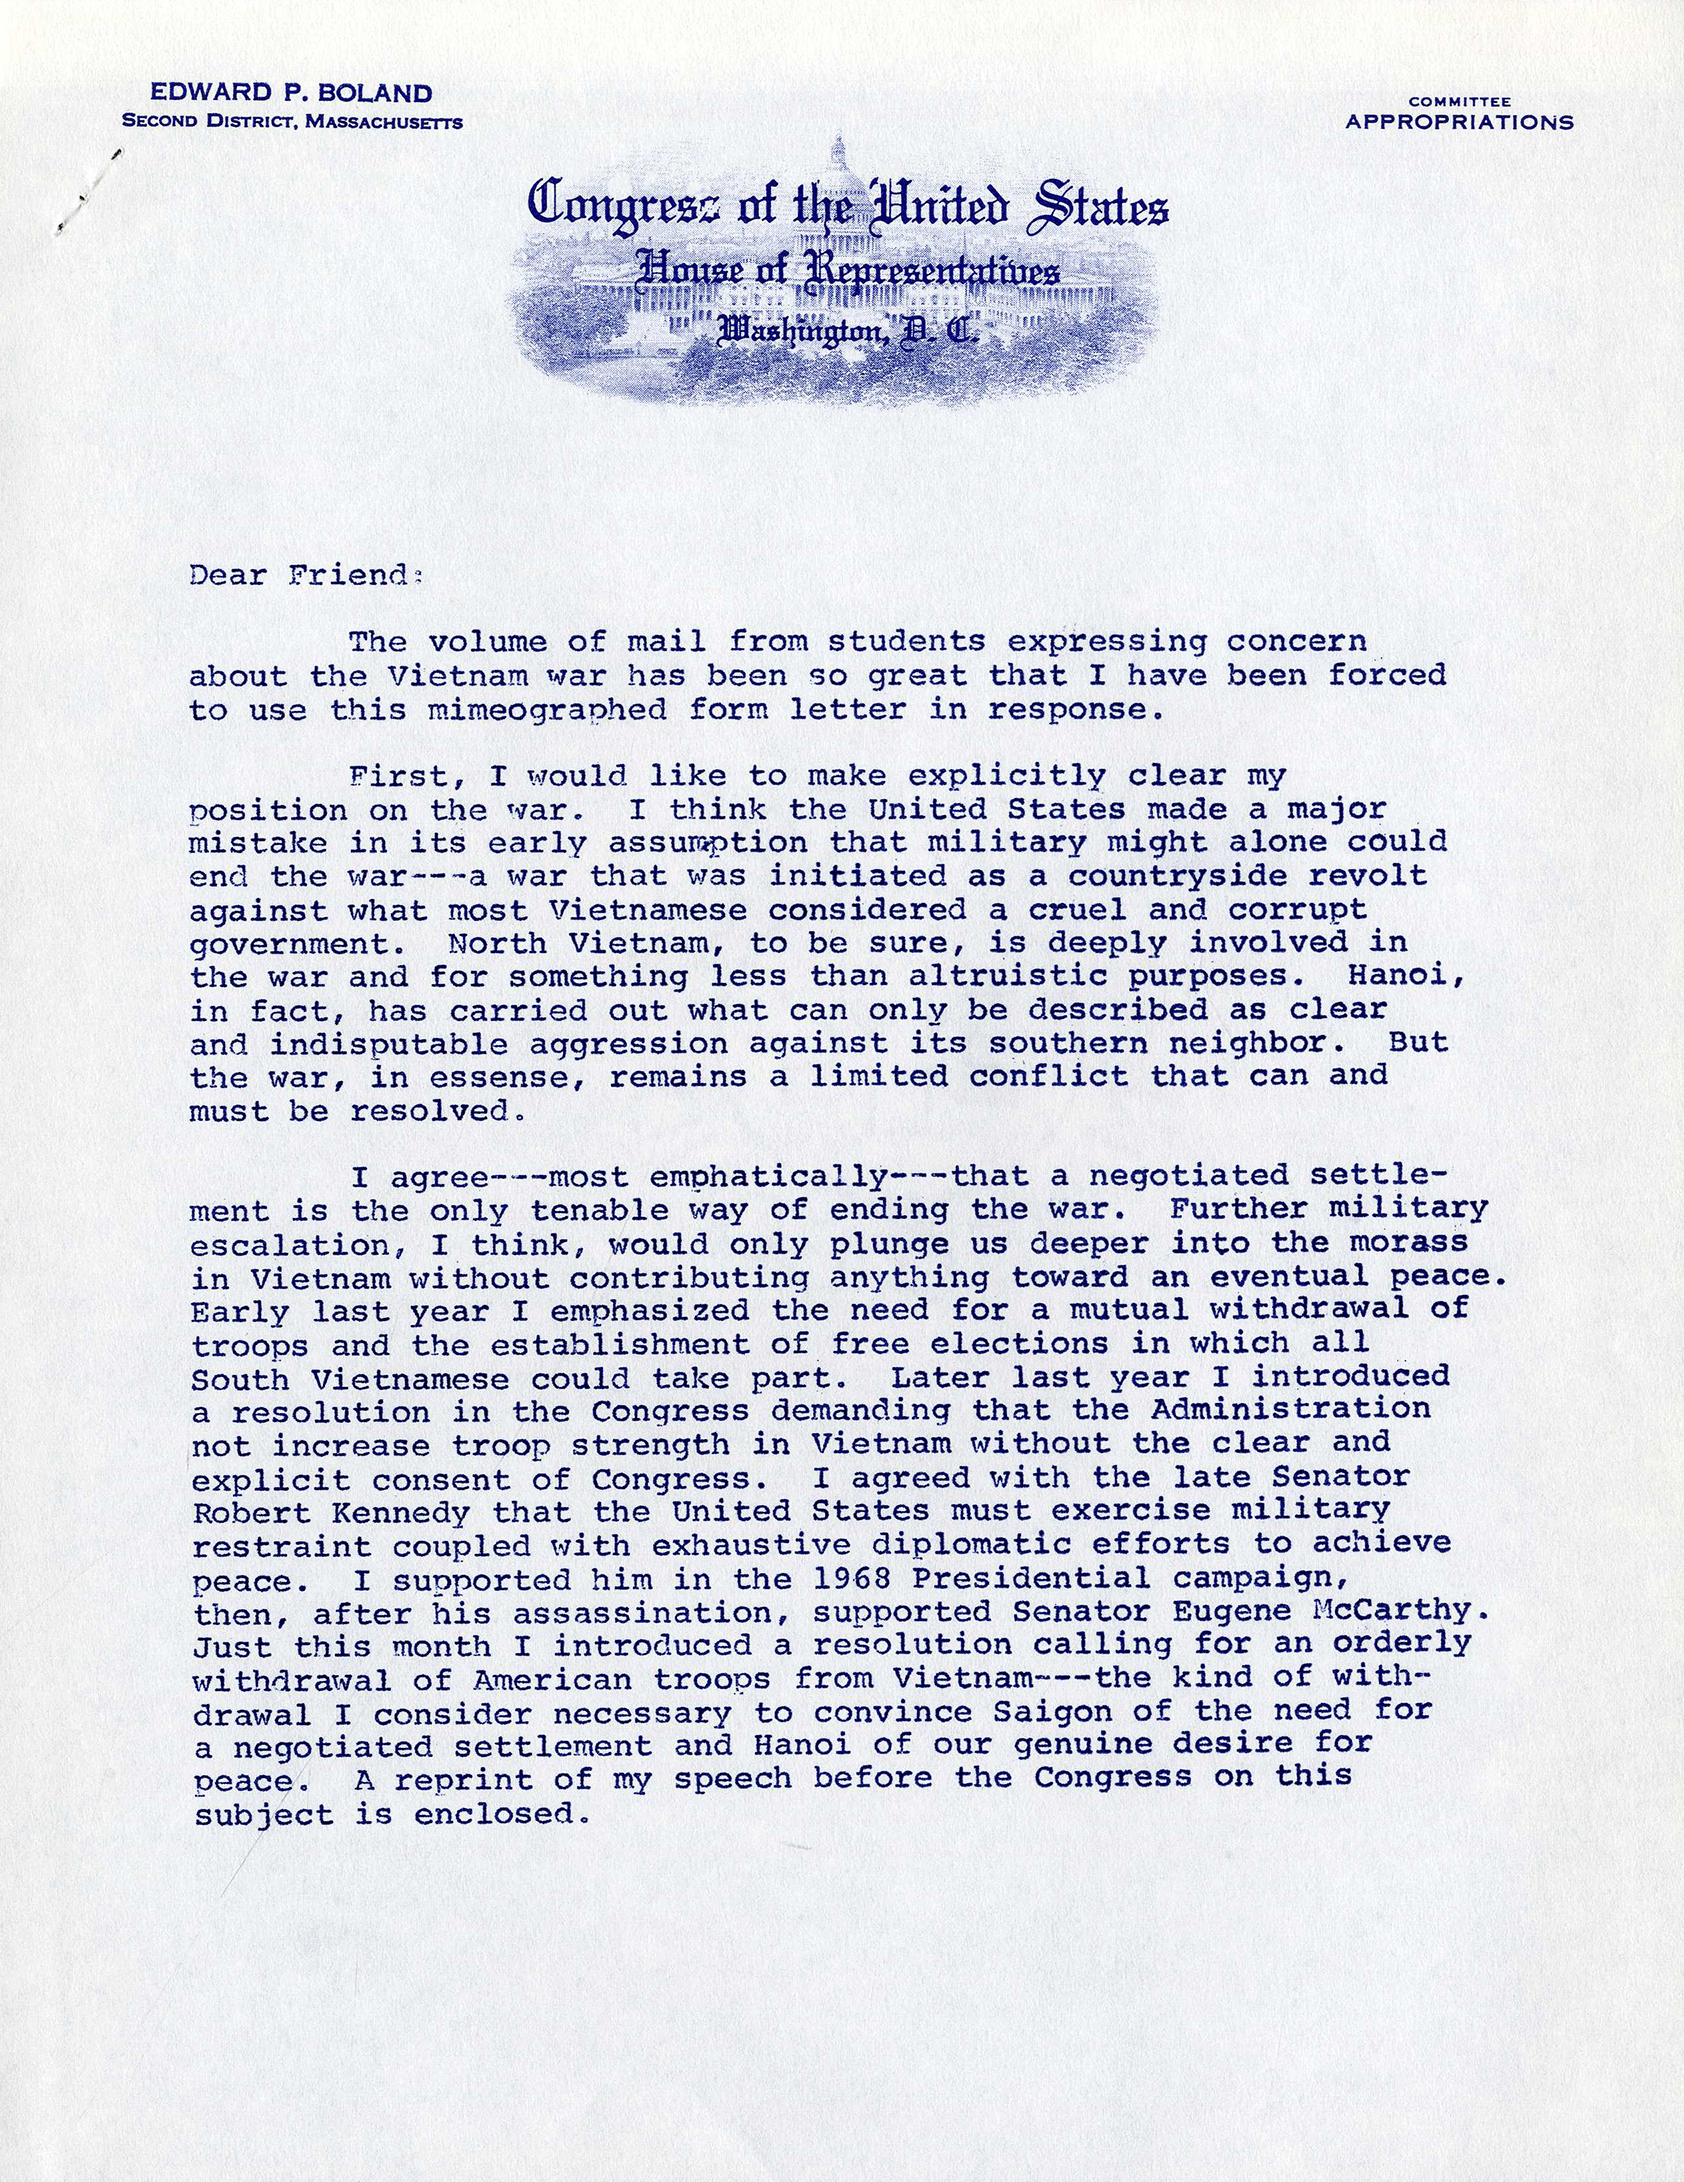 EDWARD P. BOLAND
SECOND DISTRICT, MASSACHUSETTS
COMMITTEE
APPROPRIATIONS
Congress of the United States
House of Representatives
Washington, D. C.
Dear Friend:
The volume of mail from students expressing concern
about the Vietnam war has been so great that I have been forced
to use this mimeographed form letter in response.
First, I would like to make explicitly clear my
position on the war. I think the United States made a major
mistake in its early assumption that military might alone could
end the war---a war that was initiated as a countryside revolt
against what most Vietnamese considered a cruel and corrupt
government. North Vietnam, to be sure, is deeply involved in
the war and for something less than altruistic purposes. Hanoi,
in fact, has carried out what can only be described as clear
and indisputable aggression against its southern neighbor. But
the war, in essense, remains a limited conflict that can and
must be resolved.
I agree---most emphatically---that a negotiated settle-
ment is the only tenable way of ending the war. Further military
escalation, I think, would only plunge us deeper into the morass
in Vietnam without contributing anything toward an eventual peace.
Early last year I emphasized the need for a mutual withdrawal of
troops and the establishment of free elections in which all
South Vietnamese could take part. Later last year I introduced
a resolution in the Congress demanding that the Administration
not increase troop strength in Vietnam without the clear and
explicit consent of Congress. I agreed with the late Senator
Robert Kennedy that the United States must exercise military
restraint coupled with exhaustive diplomatic efforts to achieve
peace. I supported him in the 1968 Presidential campaign,
then, after his assassination, supported Senator Eugene McCarthy.
Just this month I introduced a resolution calling for an orderly
withdrawal of American troops from Vietnam---the kind of with-
drawal I consider necessary to convince Saigon of the need for
a negotiated settlement and Hanoi of our genuine desire for
peace. A reprint of my speech before the Congress on this
subject is enclosed.